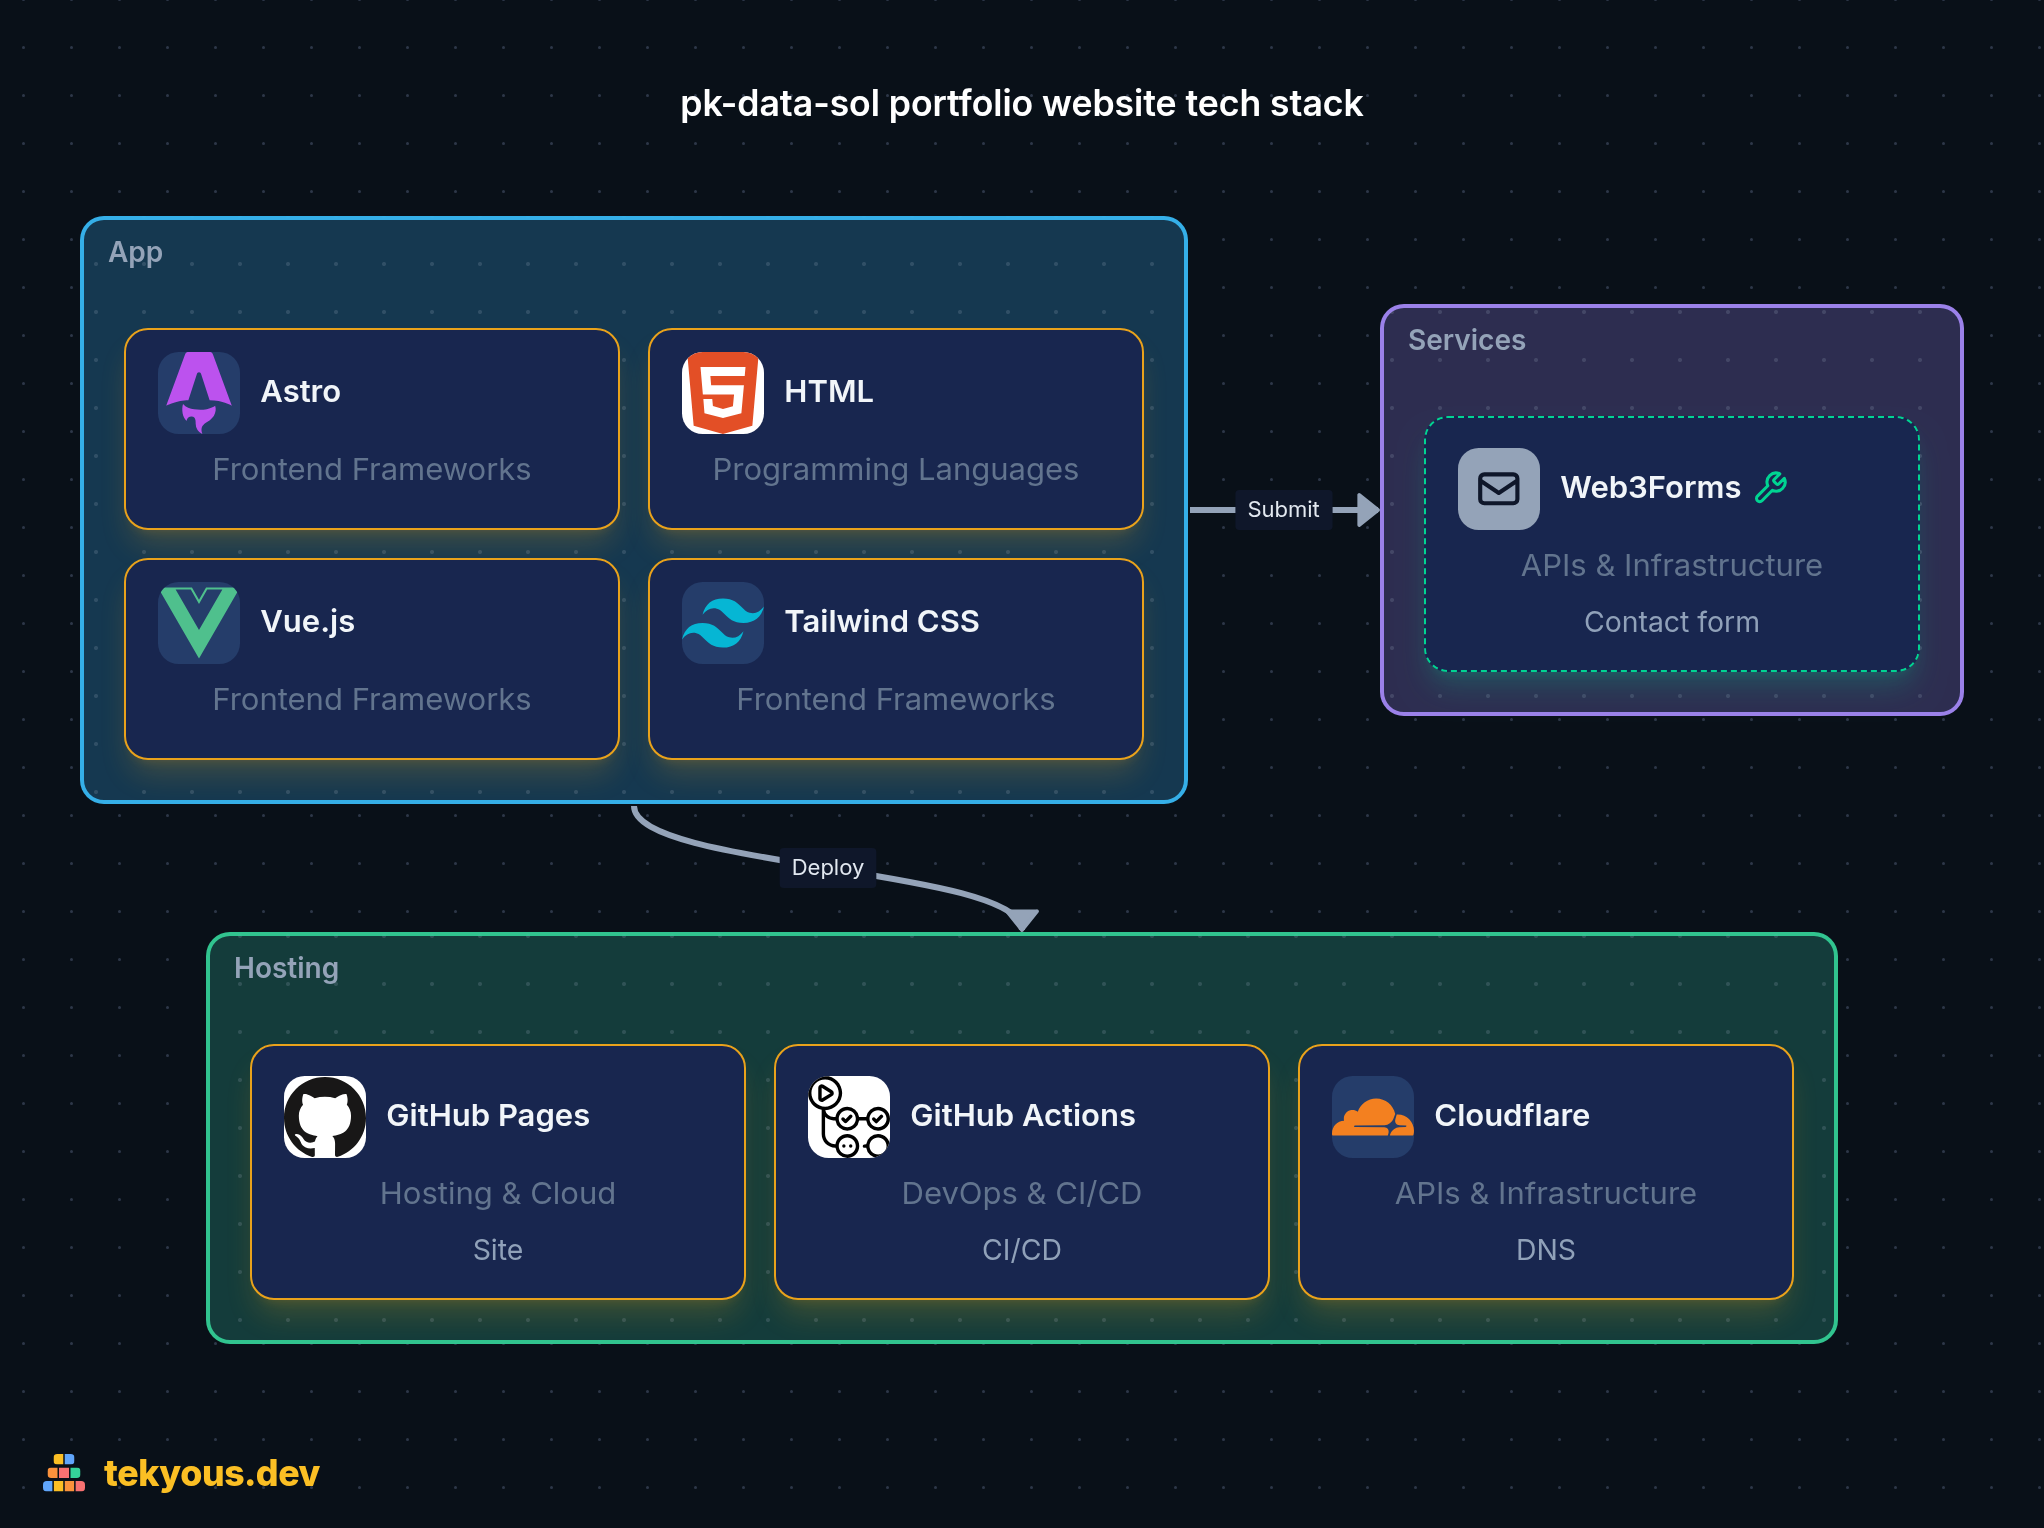 pk-data-sol portfolio website tech stack
App
Astro
Frontend Frameworks
HTML
Programming Languages
Vue.js
Frontend Frameworks
Tailwind CSS
Frontend Frameworks
Submit
Services
Web3Forms
APIs & Infrastructure
Contact form
Deploy
Hosting
GitHub Pages
Hosting & Cloud
Site
GitHub Actions
DevOps & CI/CD
CI/CD
Cloudflare
APIs & Infrastructure
DNS
tekyous.dev